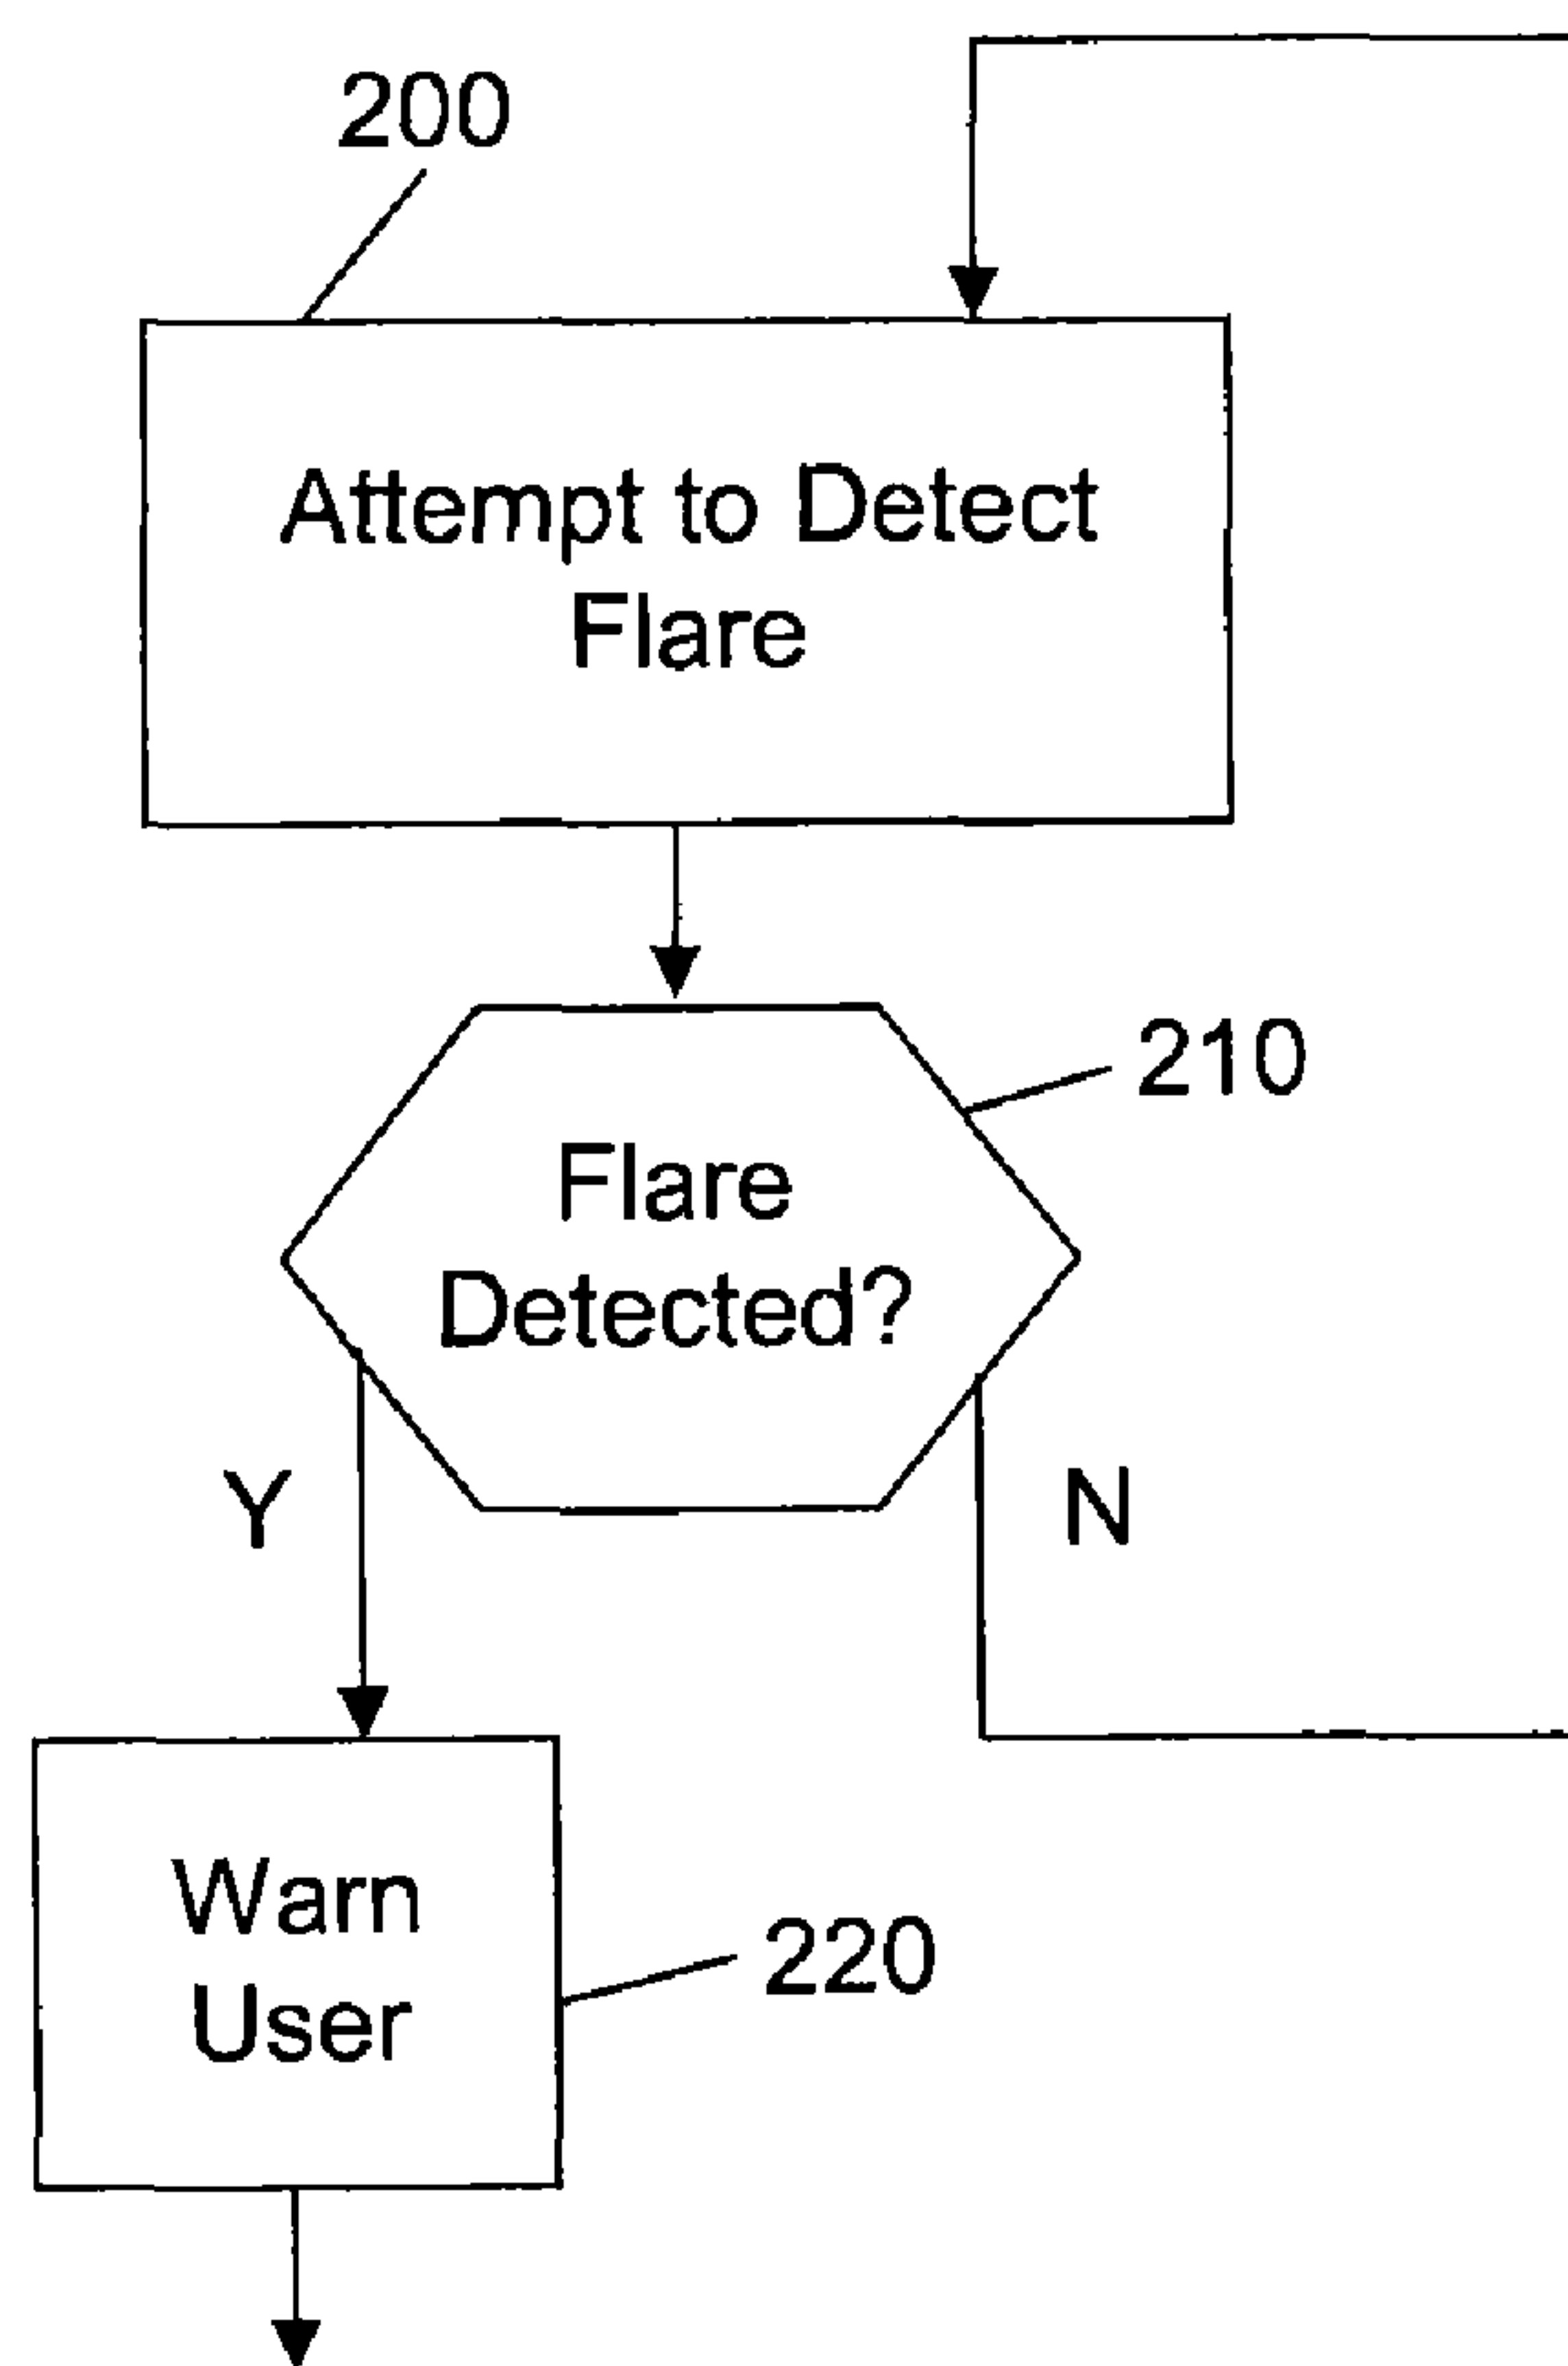 200
Attempt to Detect
Flare
210
Flare
Detected?
Y
N
Warn
User
220